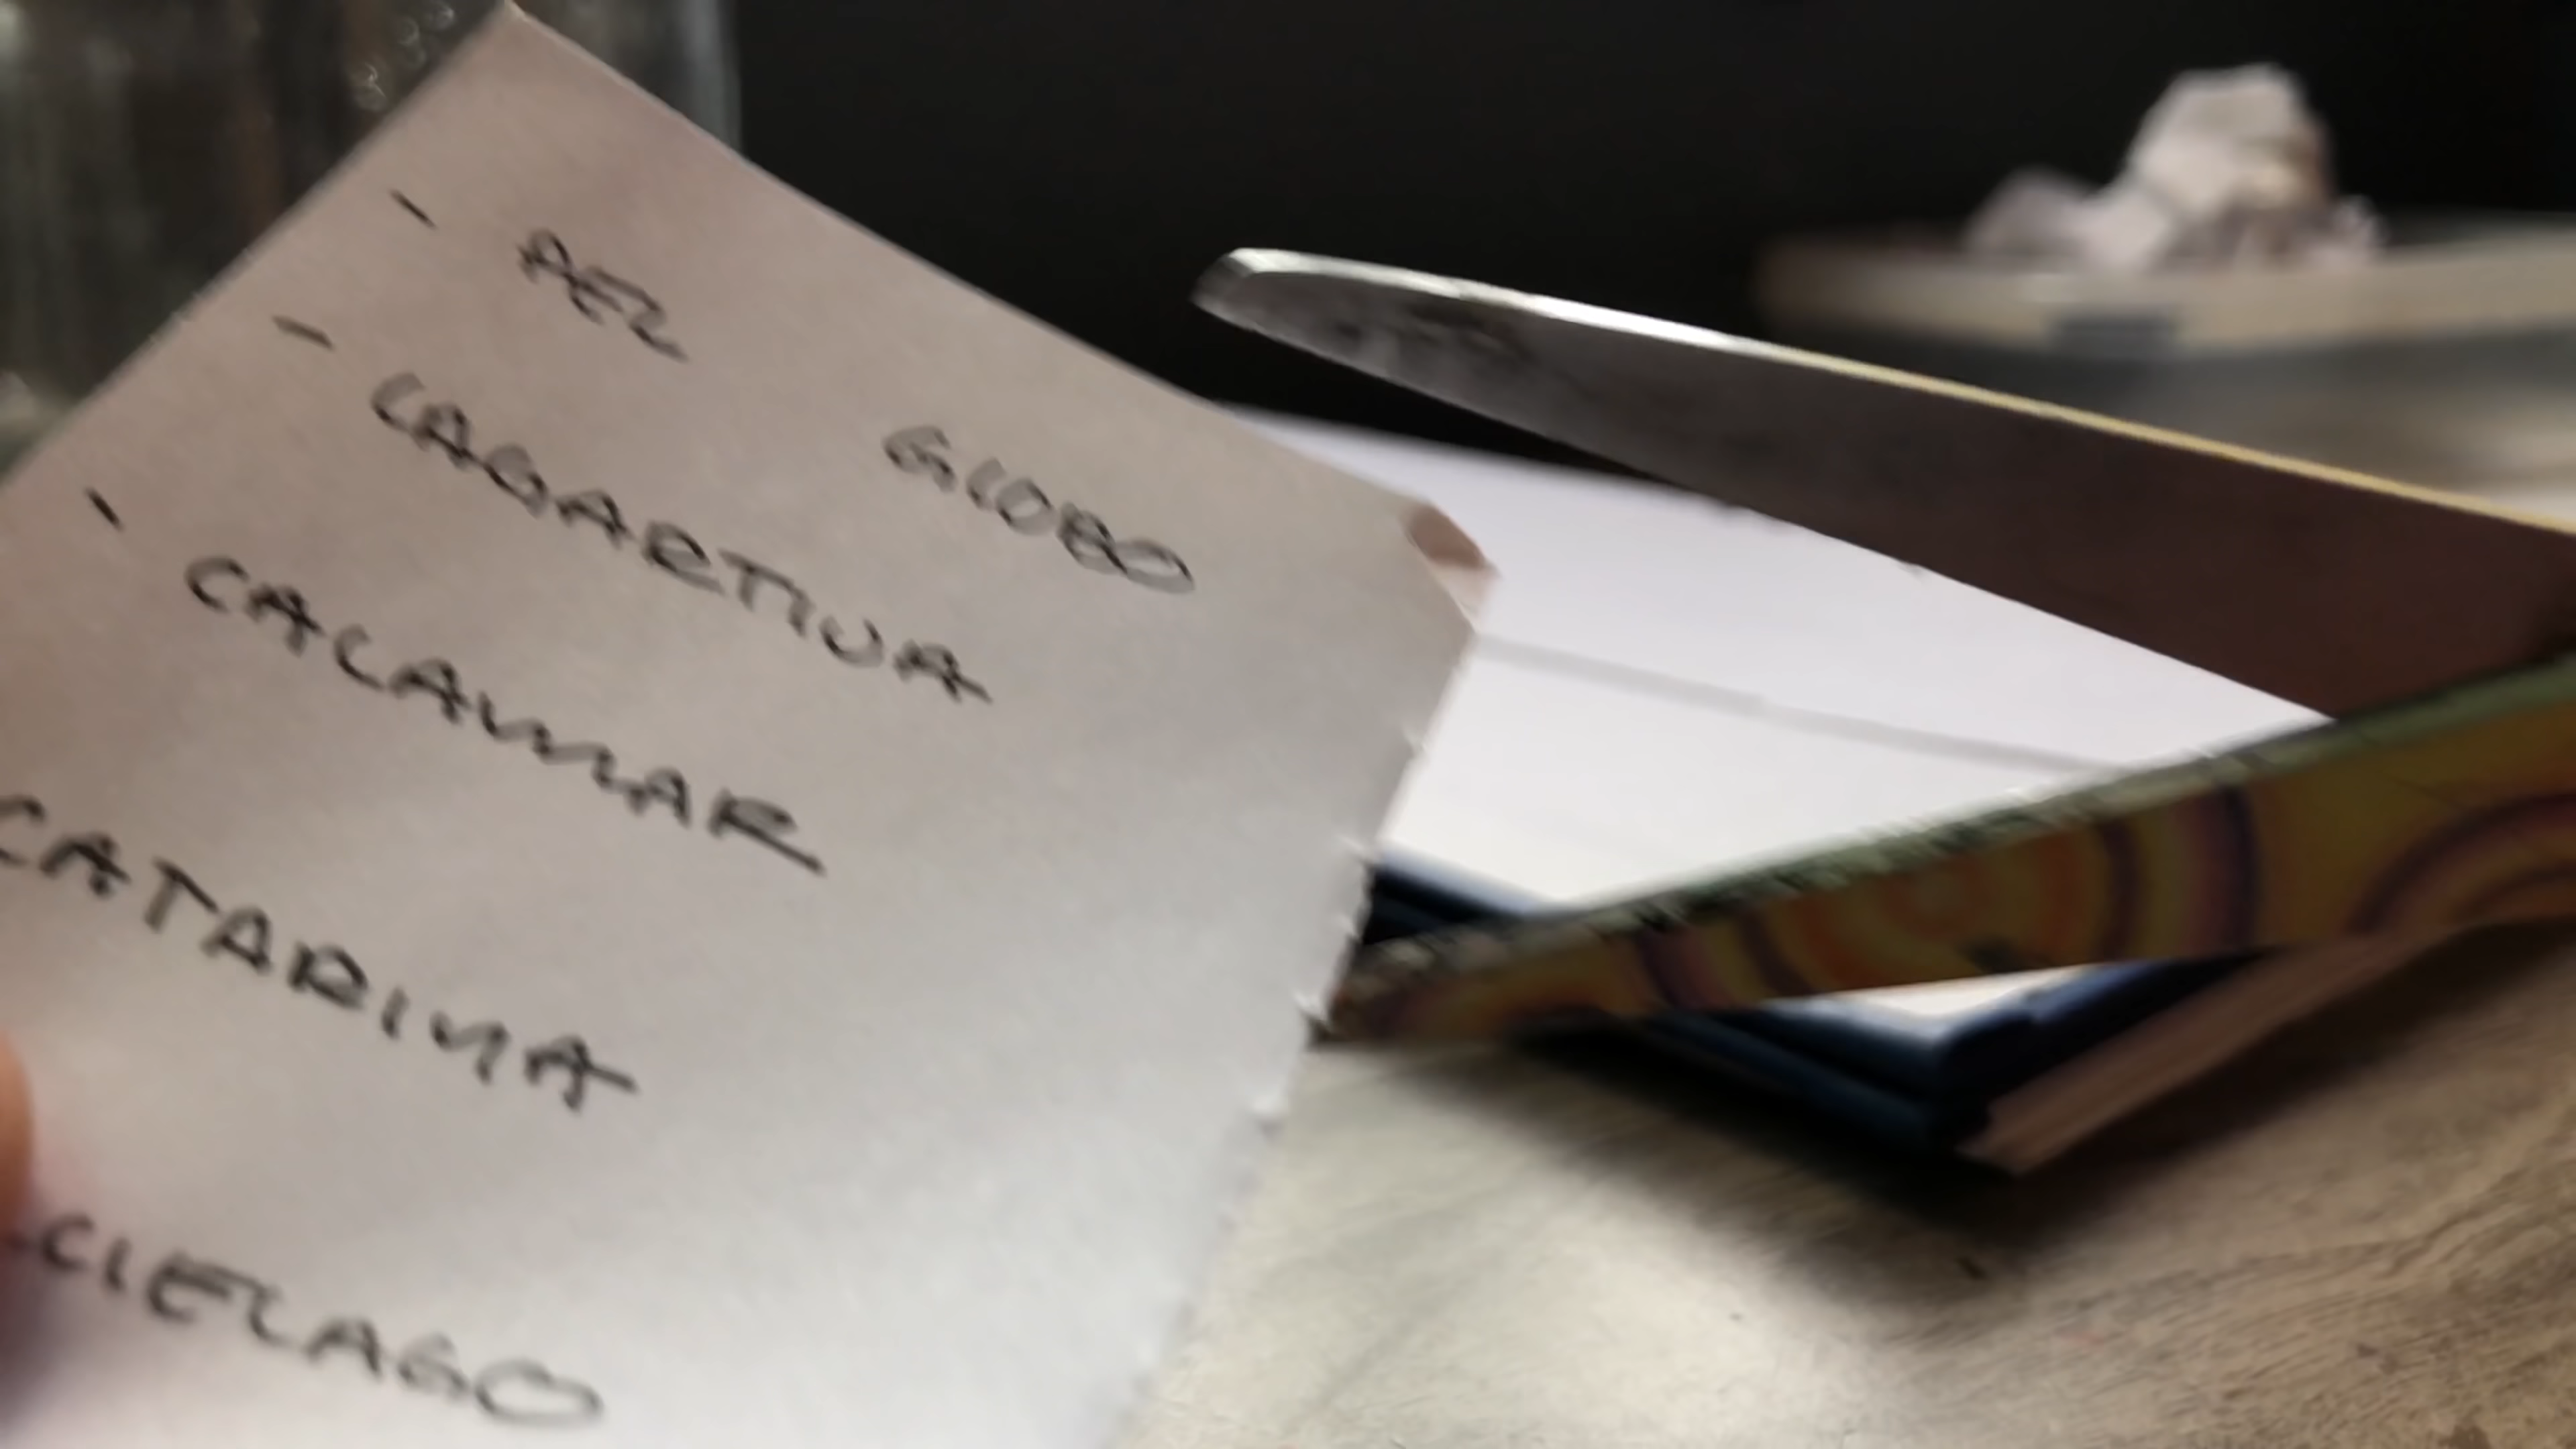 - PEZ GLOBO
- LAGARTIJA
- CALAMAR
CATARINA
CIELAGO